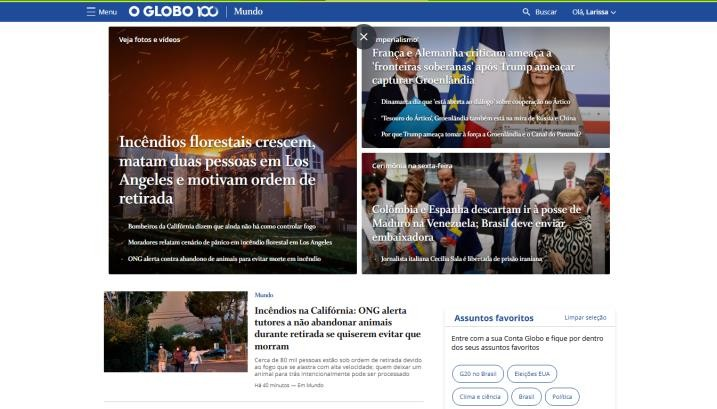 Menu
O GLOBO 100
Mundo
Buscar
Olá, Larissa
Veja fotos e vídeos
Incêndios florestais crescem,
matam duas pessoas em Los
Angeles e motivam ordem de
retirada
Bombeiros da Califórnia dizem que ainda não há como controlar fogo
Moradores relatam cenário de pânico em incêndio florestal em Los Angeles
ONG alerta contra abandono de animais para evitar morte em incêndio
mperialismo'
França e Alemanha criticam ameaça a
'fronteiras soberanas' após Trump ameaçar
capturar Groenlândia
Dinamarca diz que 'está aberta ao diálogo' sobre cooperação no Ártico
'Tesouro do Ártico', Groenlândia também está na mira de Rússia e China
Por que Trump ameaça tomar à força a Groenlândia e o Canal do Panamá?
Cerimônia na sexta-feira
Colômbia e Espanha descartam ir à posse de
Maduro na Venezuela; Brasil deve enviar
embaixadora
Jornalista italiana Cecilia Sala é libertada de prisão iraniana
Mundo
Incêndios na Califórnia: ONG alerta
tutores a não abandonar animais
durante retirada se quiserem evitar que
morram
Cerca de 80 mil pessoas estão sob ordem de retirada devido
ao fogo que se alastra com alta velocidade; quem deixar um
animal para trás intencionalmente pode ser processado
Há 40 minutos — Em Mundo
Assuntos favoritos
Limpar seleção
Entre com a sua Conta Globo e fique por dentro
dos seus assuntos favoritos
G20 no Brasil
Eleições EUA
Clima e ciência
Brasil
Política